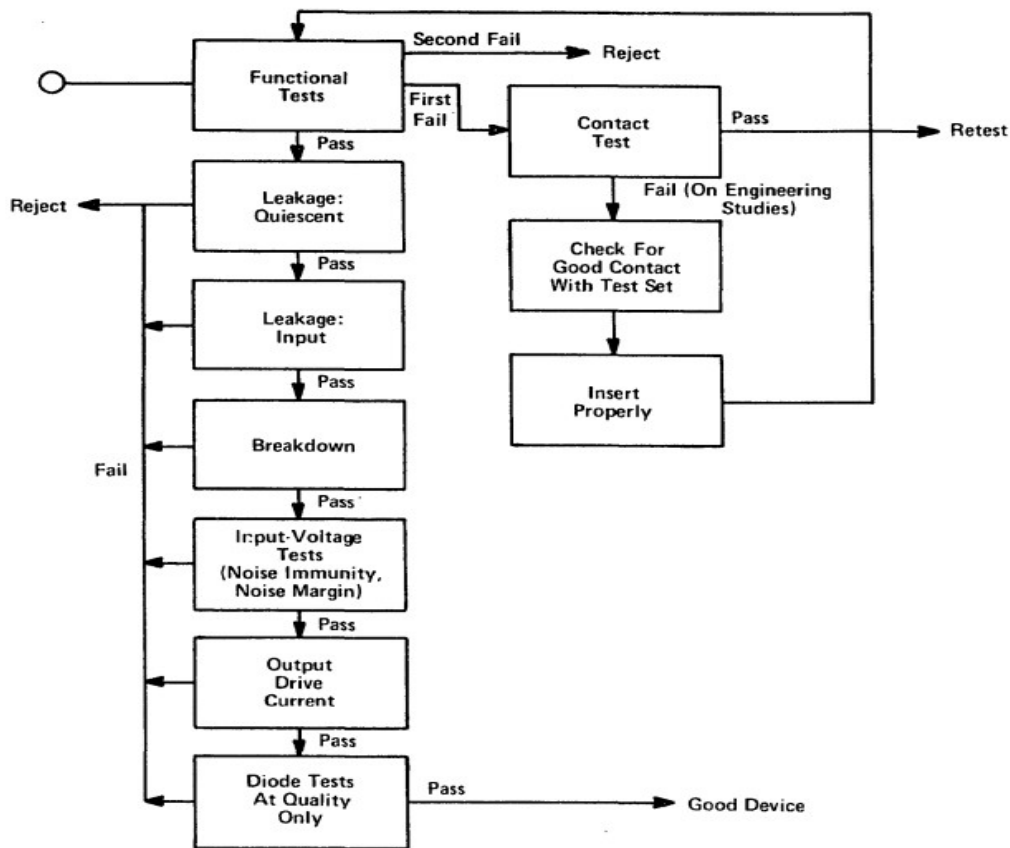 Second Fail
Reject
Functional
Tests
First
Fail
Contact
Test
Pass
Retest
Pass
Reject
Leakage:
Quiescent
Fail (On Engineering
Studies)
Pass
Check For
Good Contact
With Test Set
Leakage:
Input
Pass
Insert
Properly
Breakdown
Fail
Pass
Input-Voltage
Tests
(Noise Immunity,
Noise Margin)
Pass
Output
Drive
Current
Pass
Diode Tests
At Quality
Only
Pass
Good Device